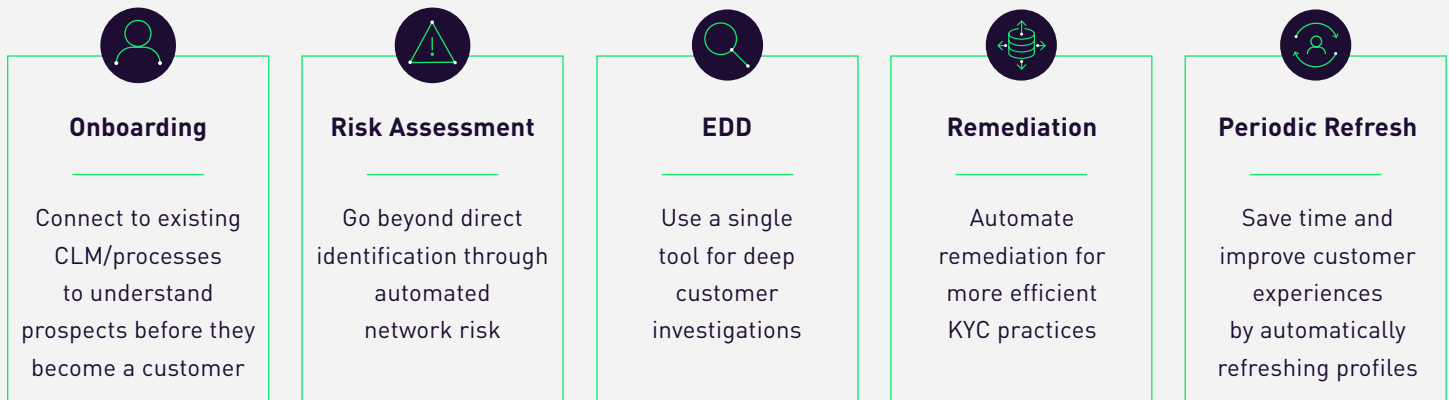 Onboarding
Connect to existing
CLM/processes
to understand
prospects before they
become a customer
Risk Assessment
Go beyond direct
identification through
automated
network risk
EDD
Use a single
tool for deep
customer
investigations
Remediation
Automate
remediation for
more efficient
KYC practices
Periodic Refresh
Save time and
improve customer
experiences
by automatically
refreshing profiles